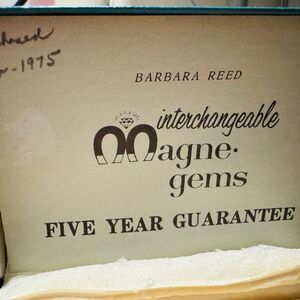 -1975
BARBARA REED
interchangeable
Magne-
gems
FIVE YEAR GUARANTEE